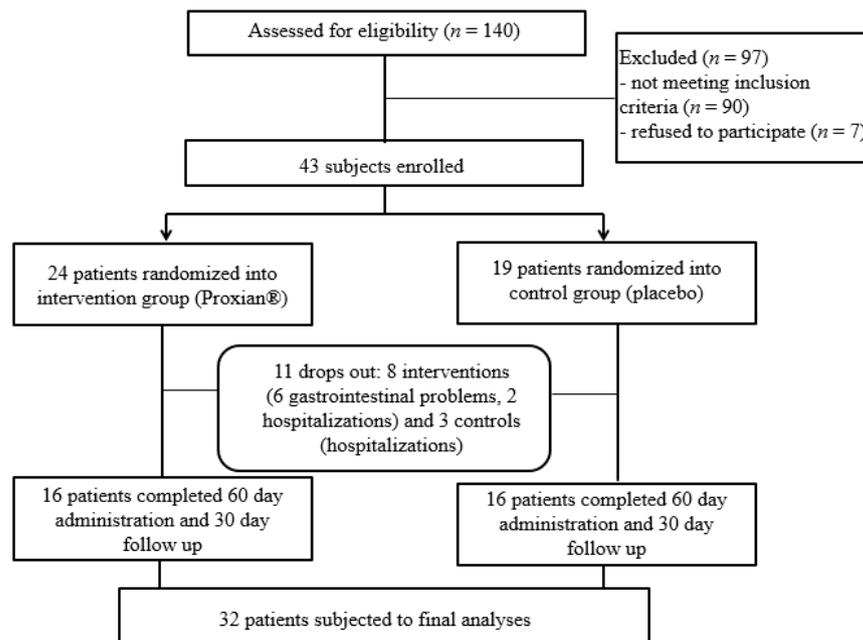 Assessed for eligibility (n = 140)
Excluded (n = 97)
- not meeting inclusion
criteria (n = 90)
- refused to participate (n = 7)
43 subjects enrolled
24 patients randomized into
intervention group (Proxian®)
19 patients randomized into
control group (placebo)
11 drops out: 8 interventions
(6 gastrointestinal problems, 2
hospitalizations) and 3 controls
(hospitalizations)
16 patients completed 60 day
administration and 30 day
follow up
16 patients completed 60 day
administration and 30 day
follow up
32 patients subjected to final analyses